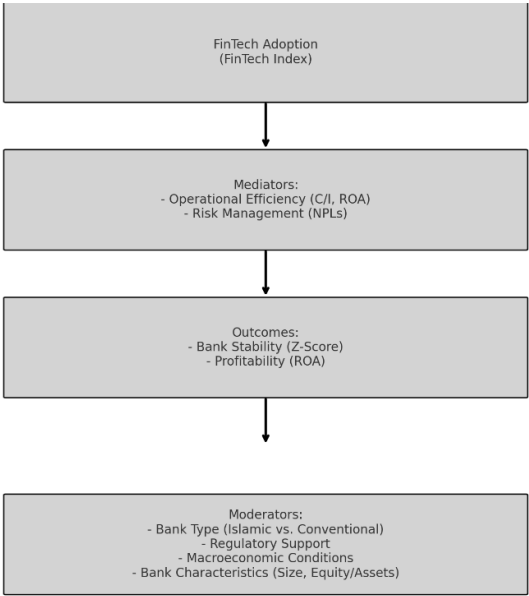 FinTech Adoption
(FinTech Index)
Mediators:
- Operational Efficiency (C/I, ROA)
- Risk Management (NPLs)
Outcomes:
- Bank Stability (Z-Score)
- Profitability (ROA)
Moderators:
- Bank Type (Islamic vs. Conventional)
- Regulatory Support
- Macroeconomic Conditions
- Bank Characteristics (Size, Equity/Assets)